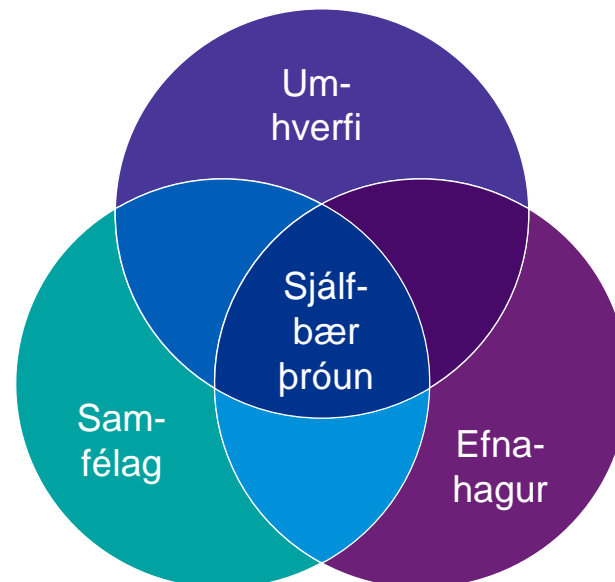 Um-
hverfi
Sjálf-
bær
þróun
Sam-
félag
Efna-
hagur